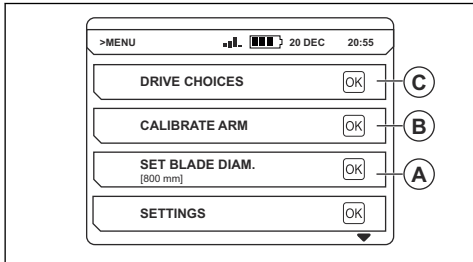 >MENU 20 DEC 20:55
DRIVE CHOICES OK C
CALIBRATE ARM OK B
SET BLADE DIAM. OK A
[800 mm]
SETTINGS OK